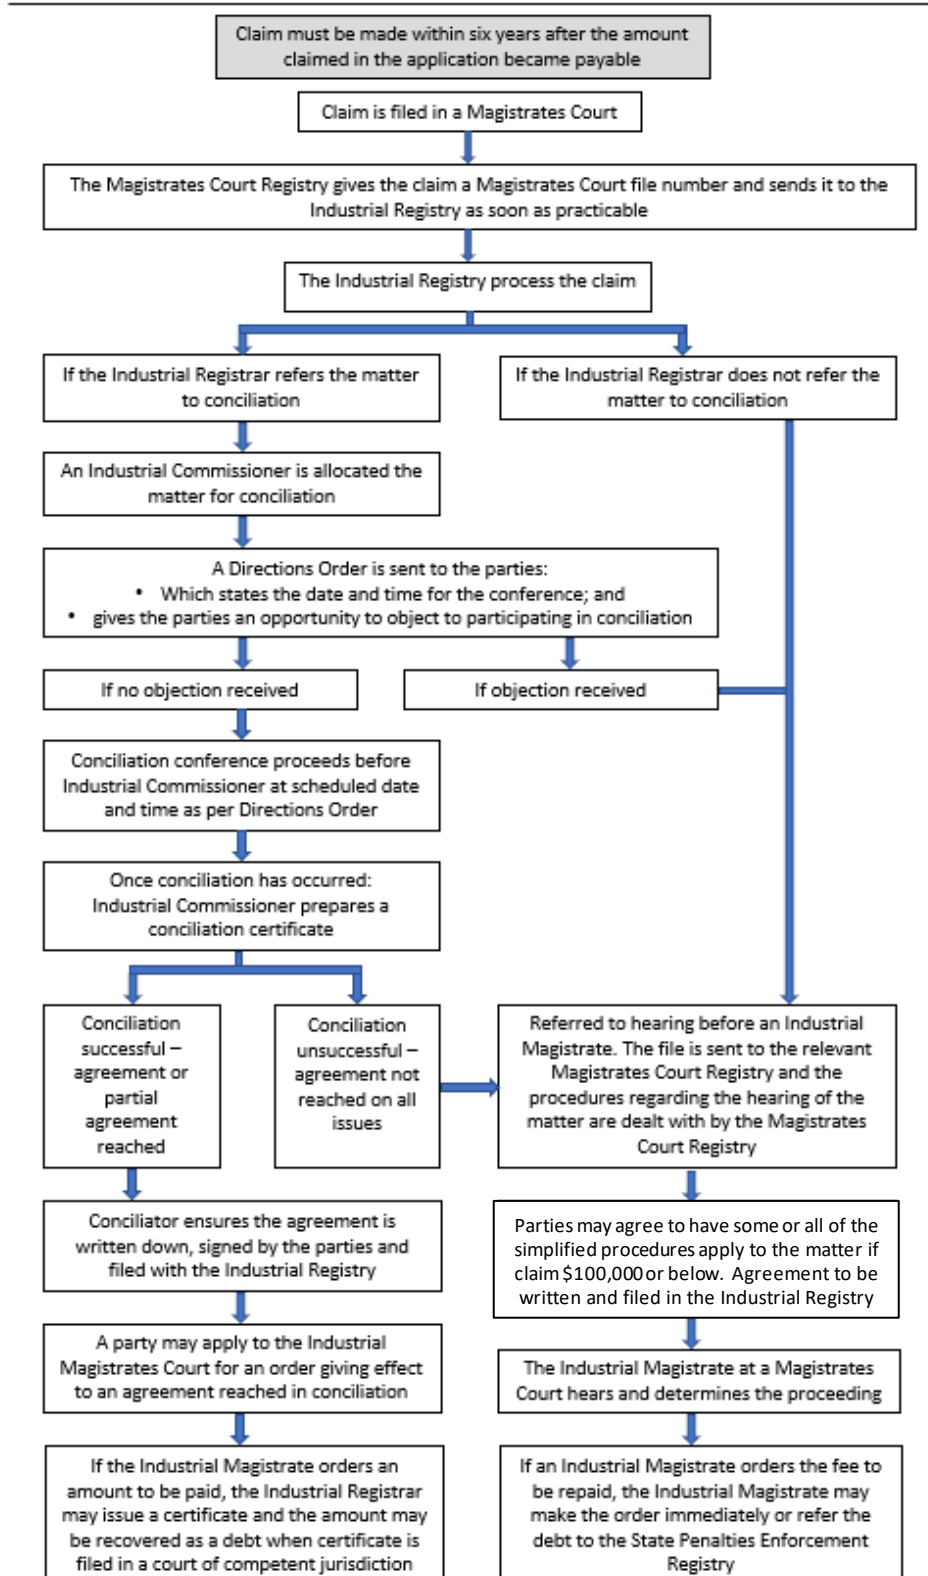 Claim must be made within six years after the amount
claimed in the application became payable
Claim is filed in a Magistrates Court
The Magistrates Court Registry gives the claim a Magistrates Court file number and sends it to the
Industrial Registry as soon as practicable
The Industrial Registry process the claim
If the Industrial Registrar refers the matter
to conciliation
If the Industrial Registrar does not refer the
matter to conciliation
An Industrial Commissioner is allocated the
matter for conciliation
A Directions Order is sent to the parties:
• Which states the date and time for the conference; and
• gives the parties an opportunity to object to participating in conciliation
If no objection received
If objection received
Conciliation conference proceeds before
Industrial Commissioner at scheduled date
and time as per Directions Order
Once conciliation has occurred:
Industrial Commissioner prepares a
conciliation certificate
Conciliation
successful –
agreement or
partial
agreement
reached
Conciliation
unsuccessful –
agreement not
reached on all
issues
Referred to hearing before an Industrial
Magistrate. The file is sent to the relevant
Magistrates Court Registry and the
procedures regarding the hearing of the
matter are dealt with by the Magistrates
Court Registry
Conciliator ensures the agreement is
written down, signed by the parties and
filed with the Industrial Registry
Parties may agree to have some or all of the
simplified procedures apply to the matter if
claim $100,000 or below. Agreement to be
written and filed in the Industrial Registry
A party may apply to the Industrial
Magistrates Court for an order giving effect
to an agreement reached in conciliation
The Industrial Magistrate at a Magistrates
Court hears and determines the proceeding
If the Industrial Magistrate orders an
amount to be paid, the Industrial Registrar
may issue a certificate and the amount may
be recovered as a debt when certificate is
filed in a court of competent jurisdiction
If an Industrial Magistrate orders the fee to
be repaid, the Industrial Magistrate may
make the order immediately or refer the
debt to the State Penalties Enforcement
Registry